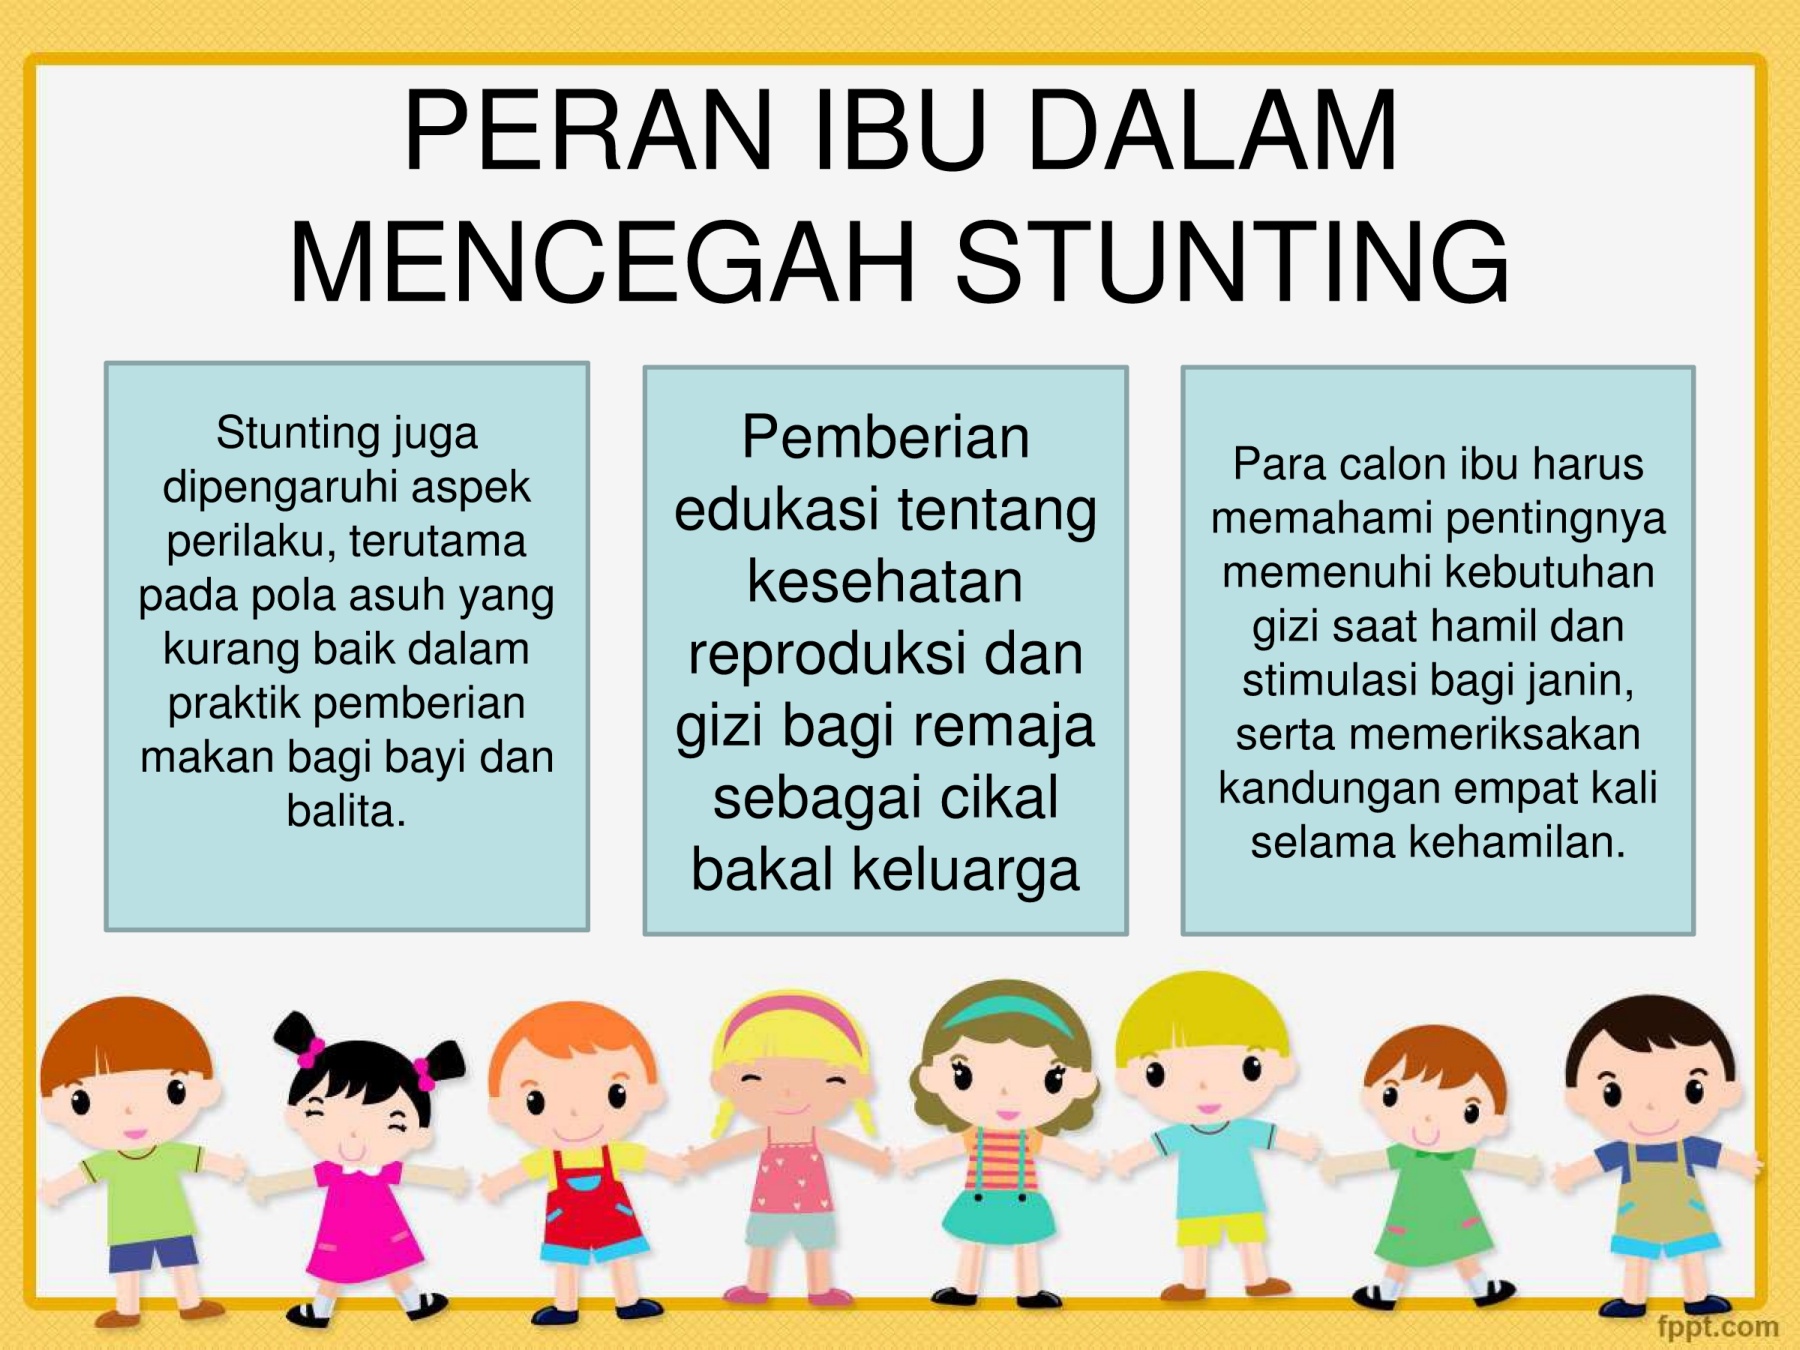 PERAN IBU DALAM
MENCEGAH STUNTING
Stunting juga
dipengaruhi aspek
perilaku, terutama
pada pola asuh yang
kurang baik dalam
praktik pemberian
makan bagi bayi dan
balita.
Pemberian
edukasi tentang
kesehatan
reproduksi dan
gizi bagi remaja
sebagai cikal
bakal keluarga
Para calon ibu harus
memahami pentingnya
memenuhi kebutuhan
gizi saat hamil dan
stimulasi bagi janin,
serta memeriksakan
kandungan empat kali
selama kehamilan.
fppt.com